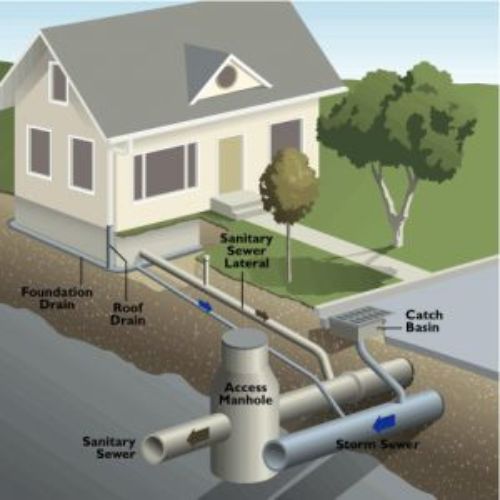 Sanitary
Sewer
Lateral
Foundation
Drain
Roof
Drain
Catch
Basin
Access
Manhole
Sanitary
Sewer
Storm Sewer